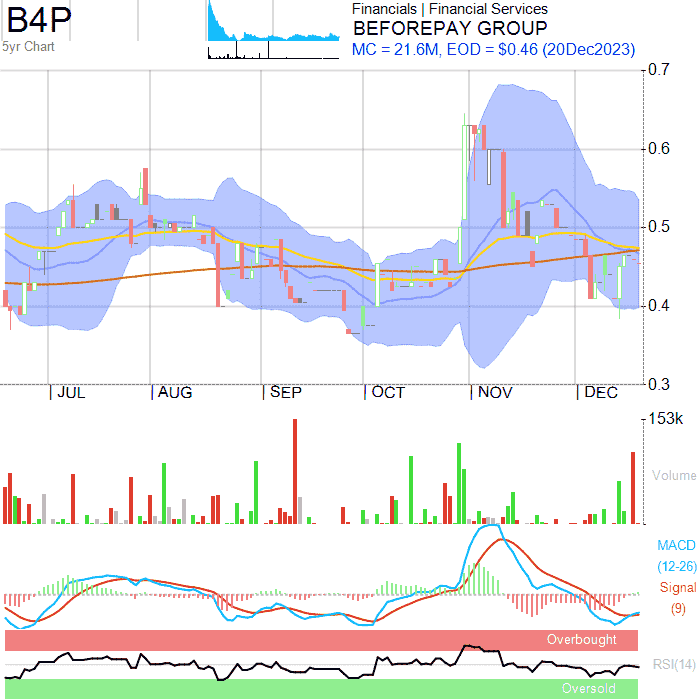 B4P
5yr Chart
Financials | Financial Services
BEFOREPAY GROUP
MC = 21.6M, EOD = $0.46 (20Dec2023)
0.7
0.6
0.5
0.4
0.3
JUL AUG SEP OCT NOV DEC
153k
Volume
MACD
(12-26)
Signal
(9)
Overbought
RSI(14)
Oversold